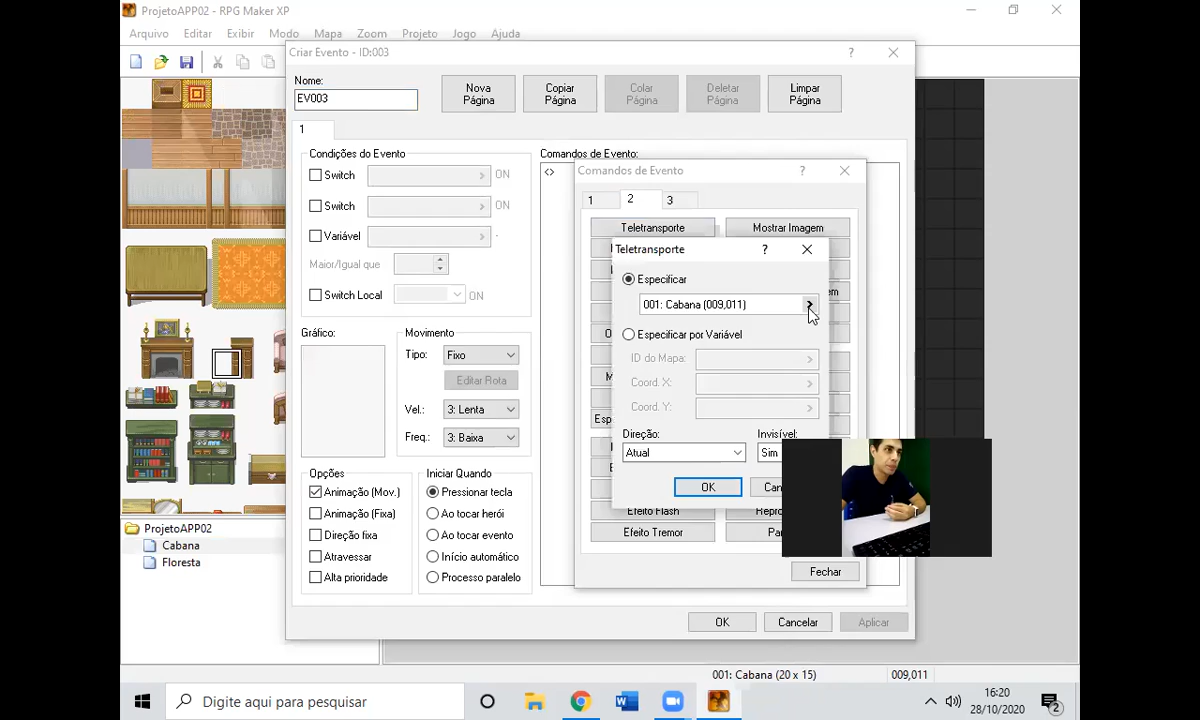 ProjetoAPP02 - RPG Maker XP
Arquivo Editar Exibir Modo Mapa Zoom Projeto Jogo Ajuda
Criar Evento - ID:003
Nome:
EV003
Nova Página
Copiar Página
Colar Página
Deletar Página
Limpar Página
1
Condições do Evento
Switch ON
Switch ON
Variável -
Maior/Igual que
Switch Local ON
Gráfico:
Movimento
Tipo: Fixo
Editar Rota
Vel.: 3: Lenta
Freq.: 3: Baixa
Opções
Animação (Mov.)
Animação (Fixa)
Direção fixa
Atravessar
Alta prioridade
Iniciar Quando
Pressionar tecla
Ao tocar herói
Ao tocar evento
Início automático
Processo paralelo
Comandos de Evento:
<>
Comandos de Evento
1 2 3
Teletransporte Mostrar Imagem
Teletransporte
Especificar
001: Cabana (009,011)
Especificar por Variável
ID do Mapa:
Coord. X:
Coord. Y:
Direção: Invisível:
Atual Sim
OK
Efeito Flash
Efeito Tremor
Fechar
OK Cancelar Aplicar
ProjetoAPP02
Cabana
Floresta
001: Cabana (20 x 15) 009,011
Digite aqui para pesquisar
16:20
28/10/2020
2